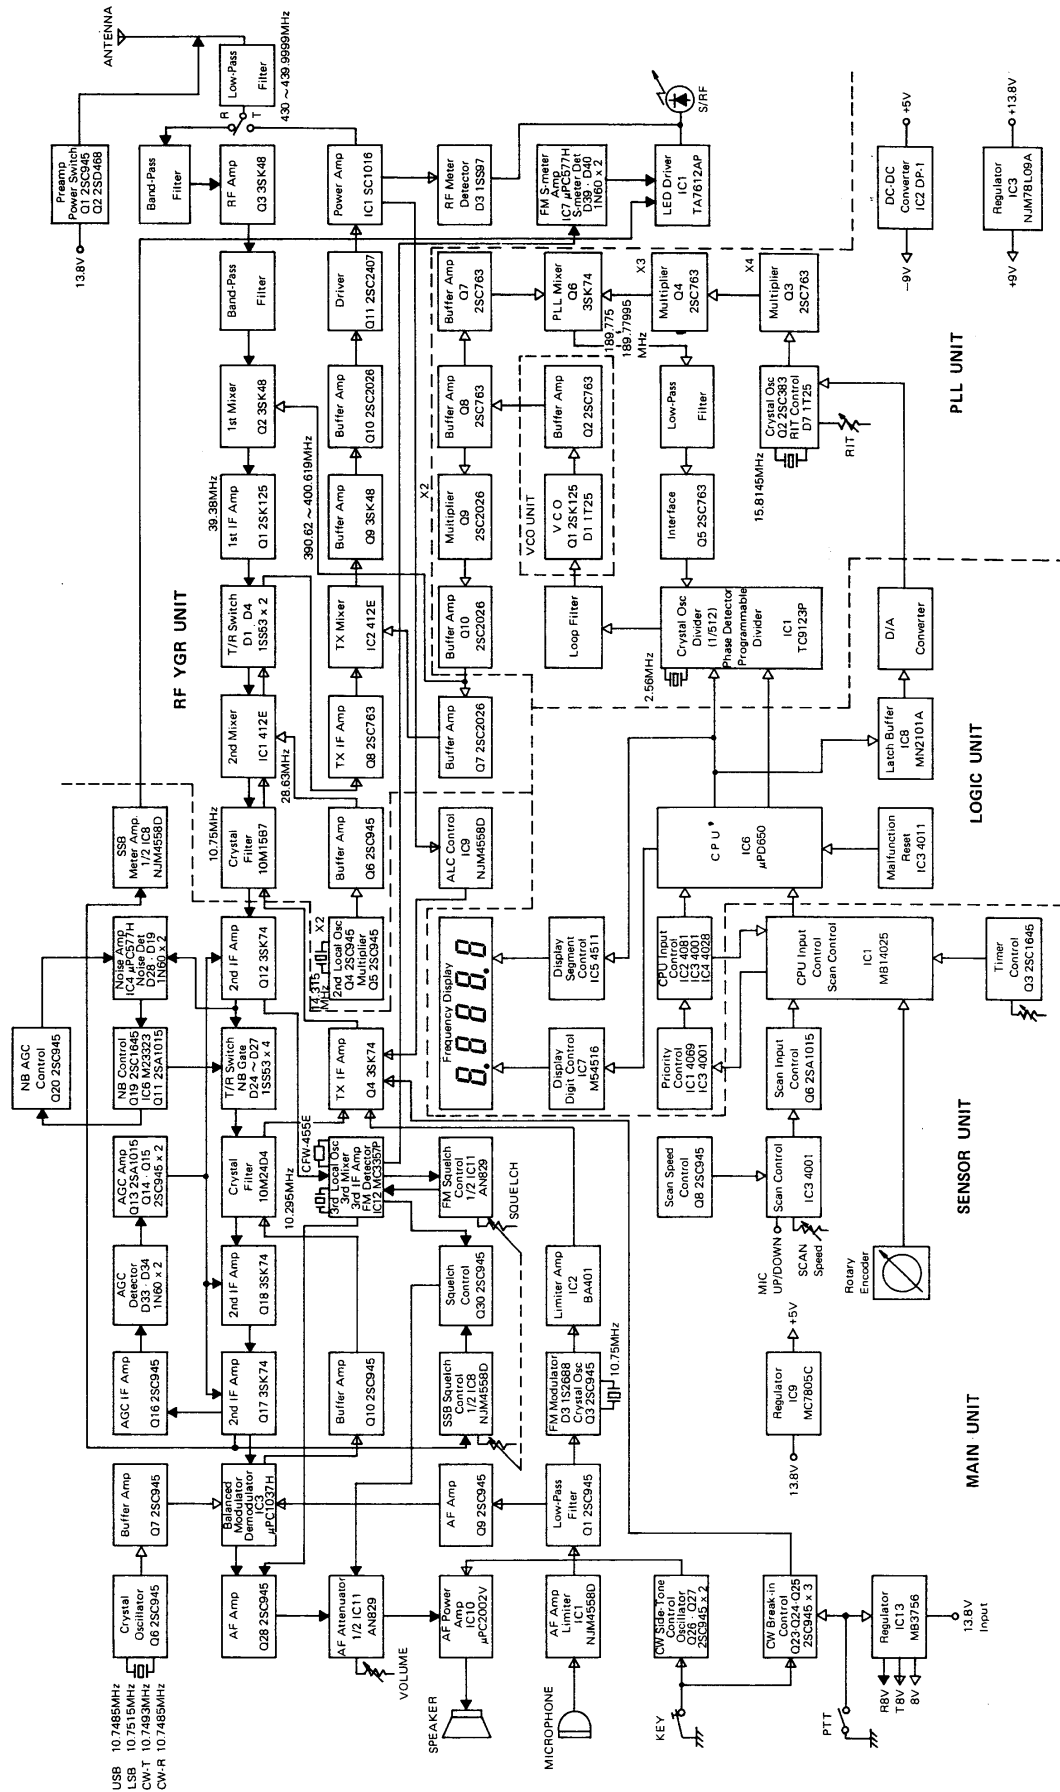 ANTENNA
Low-Pass
Filter
430 ~ 439.9999MHz
R
T
Preamp
Power Switch
Q1 2SC945
Q2 2SD468
13.8V
Band-Pass
Filter
RF Amp
Q3 3SK48
Band-Pass
Filter
1st Mixer
Q2 3SK48
39.38MHz
1st IF Amp
Q1 2SK125
T/R Switch
D1 . D4
1SS53 x 2
2nd Mixer
IC1 412E
10.75MHz
Crystal
Filter
10M15B7
28.63MHz
RF YGR UNIT
Power Amp
IC1 SC1016
Driver
Q11 2SC2407
Buffer Amp
Q10 2SC2026
390.62 ~ 400.619MHz
Buffer Amp
Q9 3SK48
TX Mixer
IC2 412E
TX IF Amp
Q8 2SC763
Buffer Amp
Q6 2SC945
X2
14.315
MHz
2nd Local Osc
Q4 2SC945
Multiplier
Q5 2SC945
RF Meter
Detector
D3 1SS97
FM S-meter
Amp
IC7 μPC577H
S-meter Det
D39 · D40
1N60 x 2
LED Driver
IC1
TA7612AP
S/RF
Buffer Amp
Q7
2SC763
Buffer Amp
Q8
2SC763
X2
Multiplier
Q9
2SC2026
Buffer Amp
Q10
2SC2026
Buffer Amp
Q7 2SC2026
ALC Control
IC9
NJM4558D
PLL Mixer
Q6
3SK74
189.775
189.77995
MHz
X3
Multiplier
Q4
2SC763
X4
Multiplier
Q3
2SC763
Buffer Amp
Q2 2SC763
VCO UNIT
V C O
Q1 2SK125
D1 1T25
Loop Filter
Low-Pass
Filter
Interface
Q5 2SC763
Crystal Osc
Q2 2SC383
RIT Control
D7 1T25
15.8145MHz
RIT
2.56MHz
Crystal Osc
Divider
(1/512)
Phase Detector
Programmable
Divider
IC1
TC9123P
DC-DC
Converter
IC2 DP-1
+5V
-9V
Regulator
IC3
NJM78L09A
+13.8V
+9V
PLL UNIT
D/A
Converter
Latch Buffer
IC8
MN2101A
CPU
IC6
μPD650
Malfunction
Reset
IC3 4011
LOGIC UNIT
SSB
Meter Amp.
1/2 IC8
NJM4558D
Noise Amp
IC4 μPC577H
Noise Det
D28 · D19
1N60 x 2
NB AGC
Control
Q20 2SC945
NB Control
Q19 2SC1645
IC6 M23323
Q11 2SA1015
2nd IF Amp
Q12 3SK74
T/R Switch
NB Gate
D24 ~ D27
1SS53 x 4
TX IF Amp
Q4 3SK74
Crystal
Filter
10M24D4
10.295MHz
CFW-455E
3rd Local Osc
3rd Mixer
3rd IF Amp
FM Detector
IC12 MC3357P
FM Squelch
Control
1/2 IC11
AN829
SQUELCH
AGC Amp
Q13 2SA1015
Q14 · Q15
2SC945 x 2
AGC
Detector
D33 · D34
1N60 x 2
AGC IF Amp
Q16 2SC945
2nd IF Amp
Q18 3SK74
2nd IF Amp
Q17 3SK74
Buffer Amp
Q10 2SC945
Squelch
Control
Q30 2SC945
SSB Squelch
Control
1/2 IC8
NJM4558D
Limiter Amp
IC2
BA401
FM Modulator
D3 1S2688
Crystal Osc
Q3 2SC945
10.75MHz
Frequency Display
8.888.8
Display
Segment Control
IC5 4511
Display
Digit Control
IC7
M54516
CPU Input
Control
IC2 4081
IC3 4001
IC4 4028
Priority
Control
IC1 4069
IC3 4001
CPU Input
Control
Scan Control
IC1
MB14025
Timer
Control
Q3 2SC1645
Scan Input
Control
Q6 2SA1015
Scan Speed
Control
Q8 2SC945
Scan Control
IC3 4001
MIC
UP/DOWN
SCAN
Speed
Rotary
Encoder
SENSOR UNIT
Buffer Amp
Q7 2SC945
Balanced
Modulator
Demodulator
IC3
μPC1037H
Crystal
Oscillator
Q6 2SC945
USB 10.7485MHz
LSB 10.7515MHz
CW-T 10.7493MHz
CW-R 10.7485MHz
AF Amp
Q28 2SC945
AF Attenuator
1/2 IC11
AN829
VOLUME
AF Amp
Q9 2SC945
AF Power
Amp
IC10
μPC2002V
SPEAKER
Low-Pass
Filter
Q1 2SC945
AF Amp
Limiter
IC1
NJM4558D
MICROPHONE
CW Side-Tone
Control
Oscillator
Q26 · Q27
2SC945 x 2
KEY
CW Break-in
Control
Q23·Q24·Q25
2SC945 x 3
PTT
Regulator
IC13
MB3756
R8V
T8V
8V
13.8V
Input
Regulator
IC9
MC7805C
+5V
13.8V
MAIN UNIT